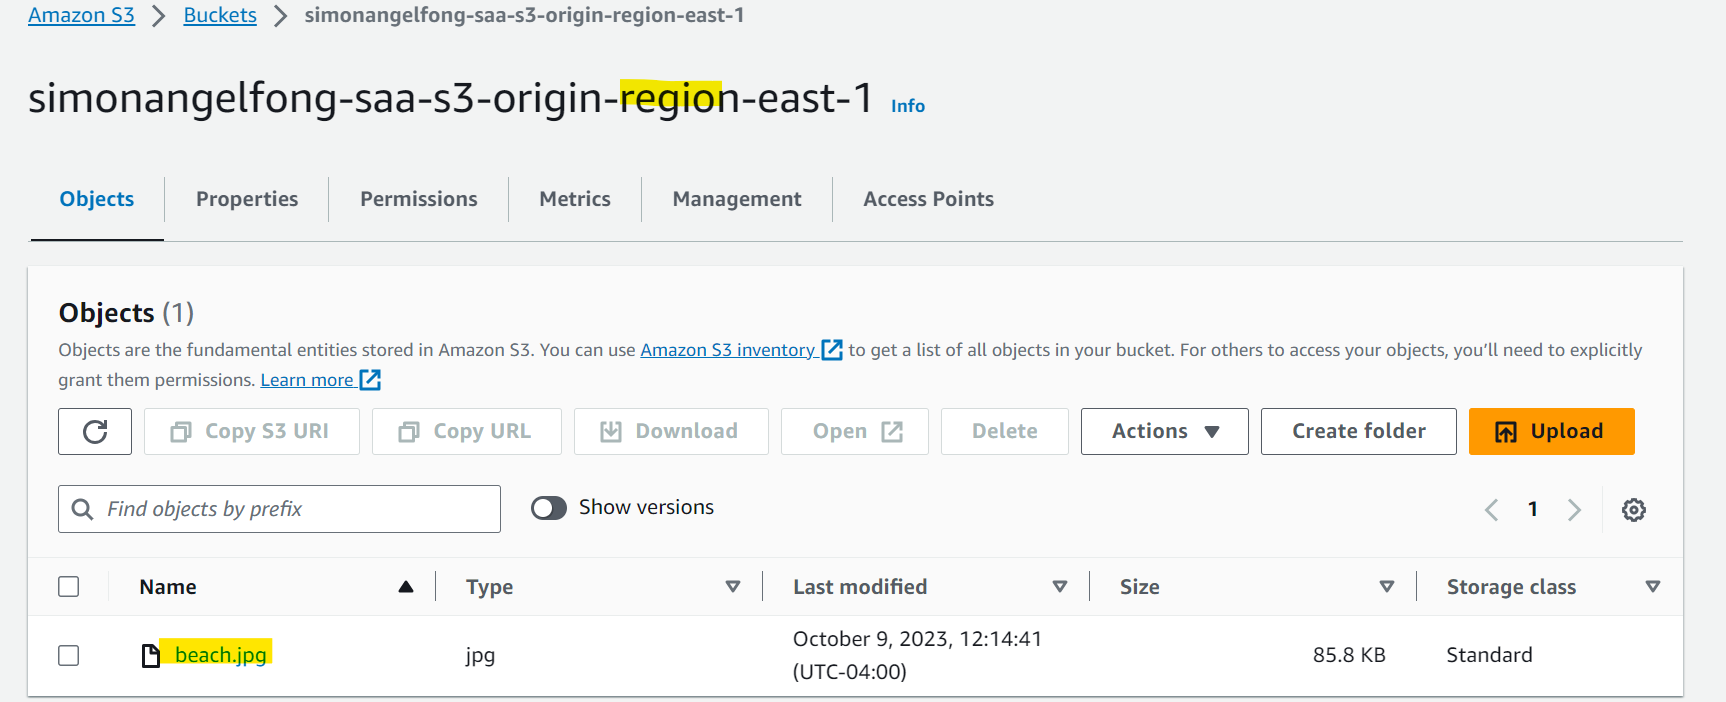 Amazon S3 > Buckets > simonangelfong-saa-s3-origin-region-east-1
simonangelfong-saa-s3-origin-region-east-1 Info
Objects Properties Permissions Metrics Management Access Points
Objects (1)
Objects are the fundamental entities stored in Amazon S3. You can use Amazon S3 inventory to get a list of all objects in your bucket. For others to access your objects, you’ll need to explicitly
grant them permissions. Learn more
Copy S3 URI Copy URL Download Open Delete Actions Create folder Upload
Find objects by prefix Show versions 1
Name Type Last modified Size Storage class
beach.jpg jpg October 9, 2023, 12:14:41 85.8 KB Standard
(UTC-04:00)